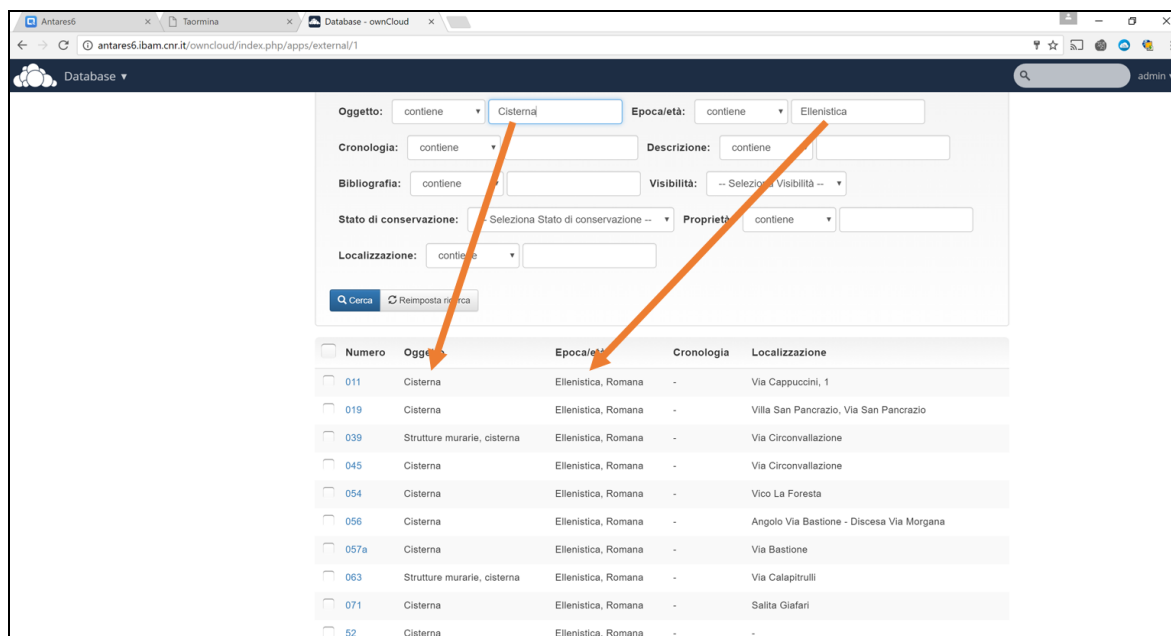 Antares6 Taormina Database - ownCloud
antares6.ibam.cnr.it/owncloud/index.php/apps/external/1
Database admin
Oggetto: contiene Cisterna Epoca/età: contiene Ellenistica
Cronologia: contiene Descrizione: contiene
Bibliografia: contiene Visibilità: -- Seleziona Visibilità --
Stato di conservazione: -- Seleziona Stato di conservazione -- Proprietà: contiene
Localizzazione: contiene
Cerca Reimposta ricerca
Numero Oggetto Epoca/età Cronologia Localizzazione
011 Cisterna Ellenistica, Romana - Via Cappuccini, 1
019 Cisterna Ellenistica, Romana - Villa San Pancrazio, Via San Pancrazio
039 Strutture murarie, cisterna Ellenistica, Romana - Via Circonvallazione
045 Cisterna Ellenistica, Romana - Via Circonvallazione
054 Cisterna Ellenistica, Romana - Vico La Foresta
056 Cisterna Ellenistica, Romana - Angolo Via Bastione - Discesa Via Morgana
057a Cisterna Ellenistica, Romana - Via Bastione
063 Strutture murarie, cisterna Ellenistica, Romana - Via Calapitrulli
071 Cisterna Ellenistica, Romana - Salita Giafari
52 Cisterna Ellenistica, Romana - -